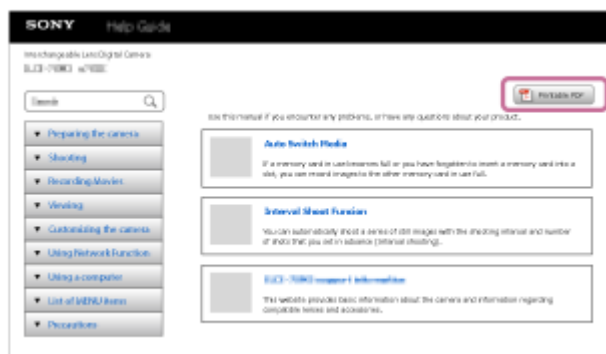 SONY Help Guide
Interchangeable Lens Digital Camera
Search
Printable PDF
Use this manual if you encounter any problems, or have any questions about your product.
Preparing the camera
Shooting
Recording Movies
Viewing
Customizing the camera
Using Network Function
Using a computer
List of MENU items
Precautions
Auto Switch Media
If a memory card in use becomes full or you have forgotten to insert a memory card into a
slot, you can record images to the other memory card in use full.
Interval Shoot Funsion
You can automatically shoot a series of still images with the shooting interval and number
of shots that you set in advance (Interval shooting).
support information
This website provides basic information about the camera and information regarding
compatible lenses and accessories.